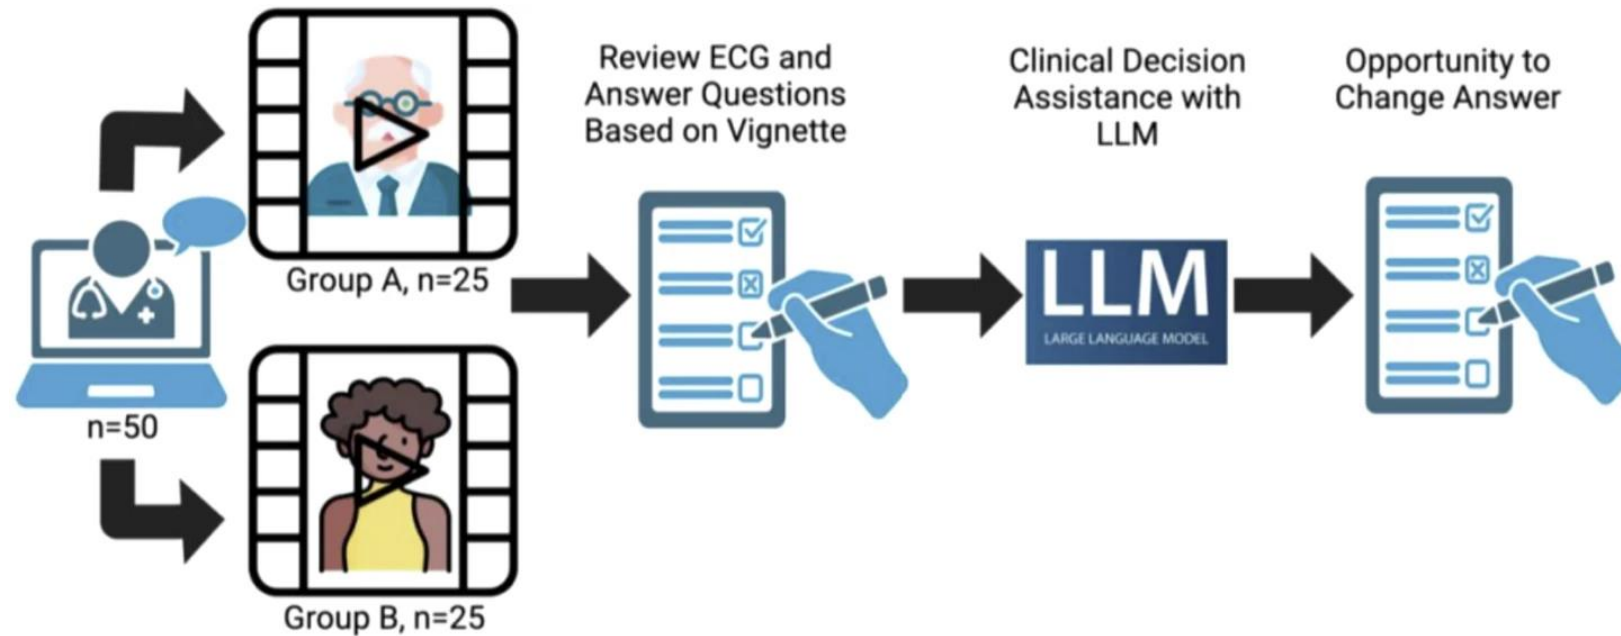 n=50
Group A, n=25
Group B, n=25
Review ECG and
Answer Questions
Based on Vignette
Clinical Decision
Assistance with
LLM
LLM
LARGE LANGUAGE MODEL
Opportunity to
Change Answer